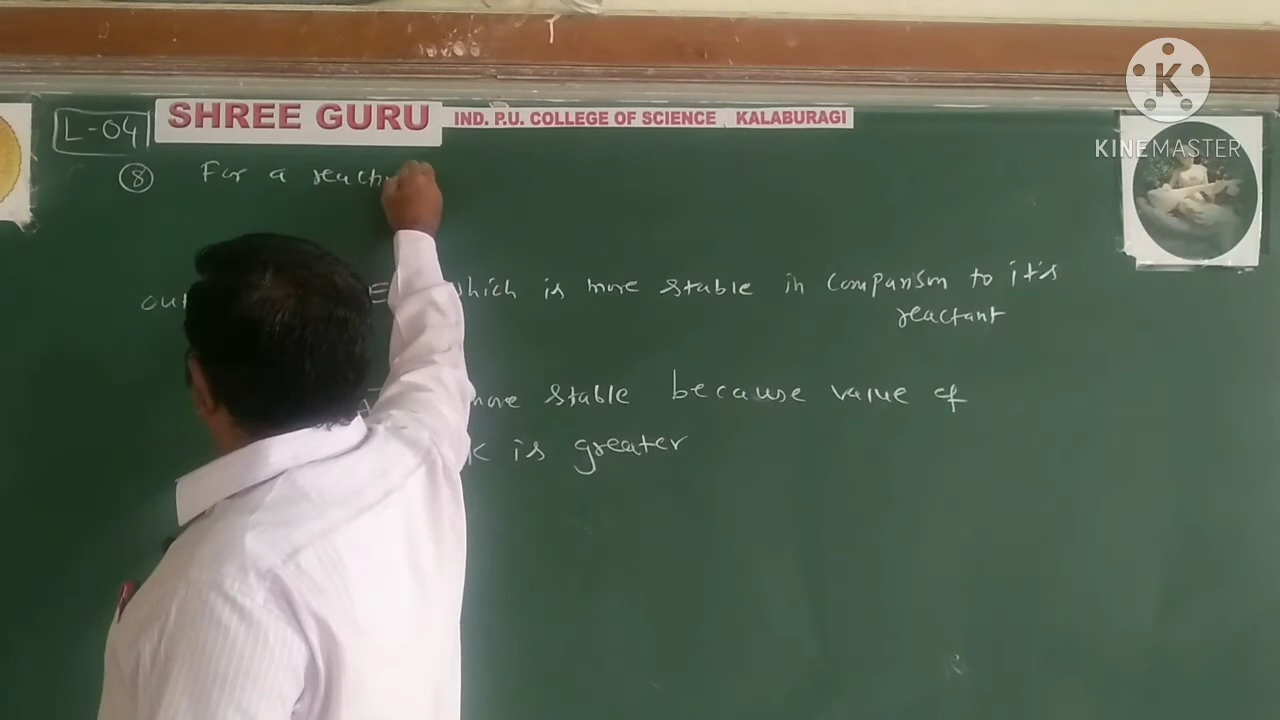 L-04
SHREE GURU IND. P.U. COLLEGE OF SCIENCE KALABURAGI
KINEMASTER
K
8 For a
out which is more stable in comparison to it's
reactant
more stable because value of
K is greater